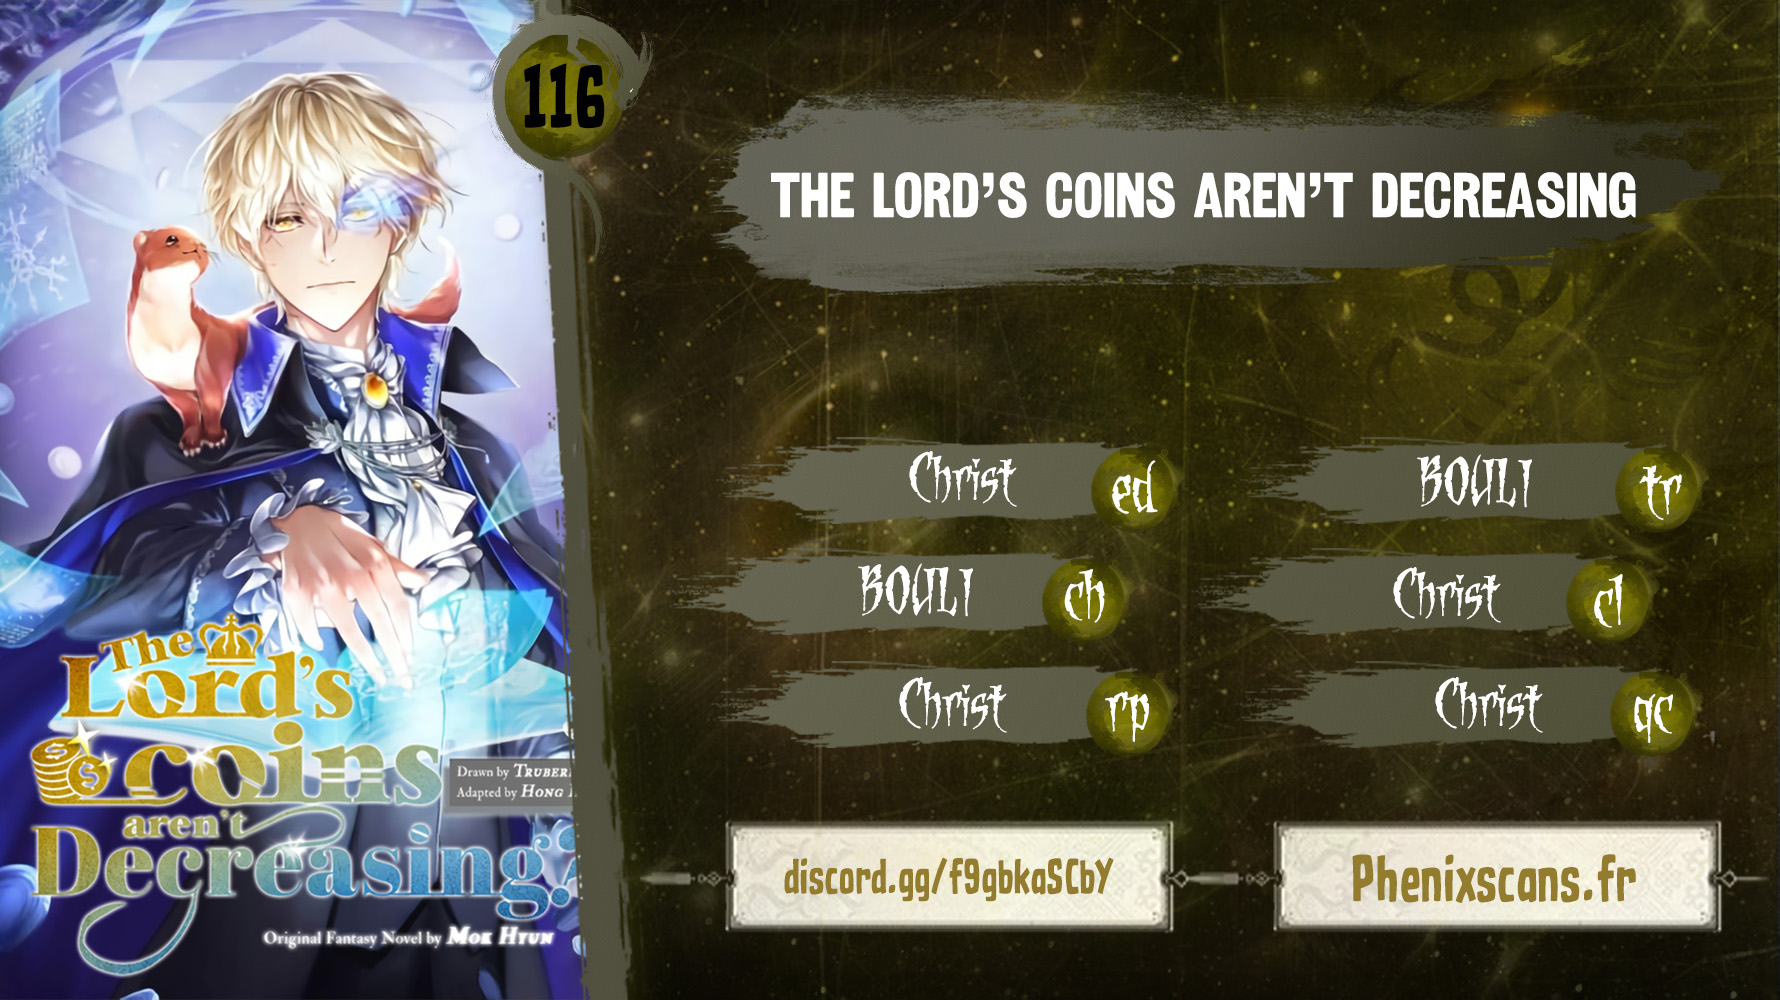 116
THE LORD'S COINS AREN'T DECREASING
Christ ed
BOULI tr
BOULI ch
Christ cl
Christ rp
Christ qc
discord.gg/f9gbkaSCbY
Phenixscans.fr
The
Lord's
coins
aren't
Decreasing?
Drawn by
Adapted by HONG
Original Fantasy Novel by MOK HYUN